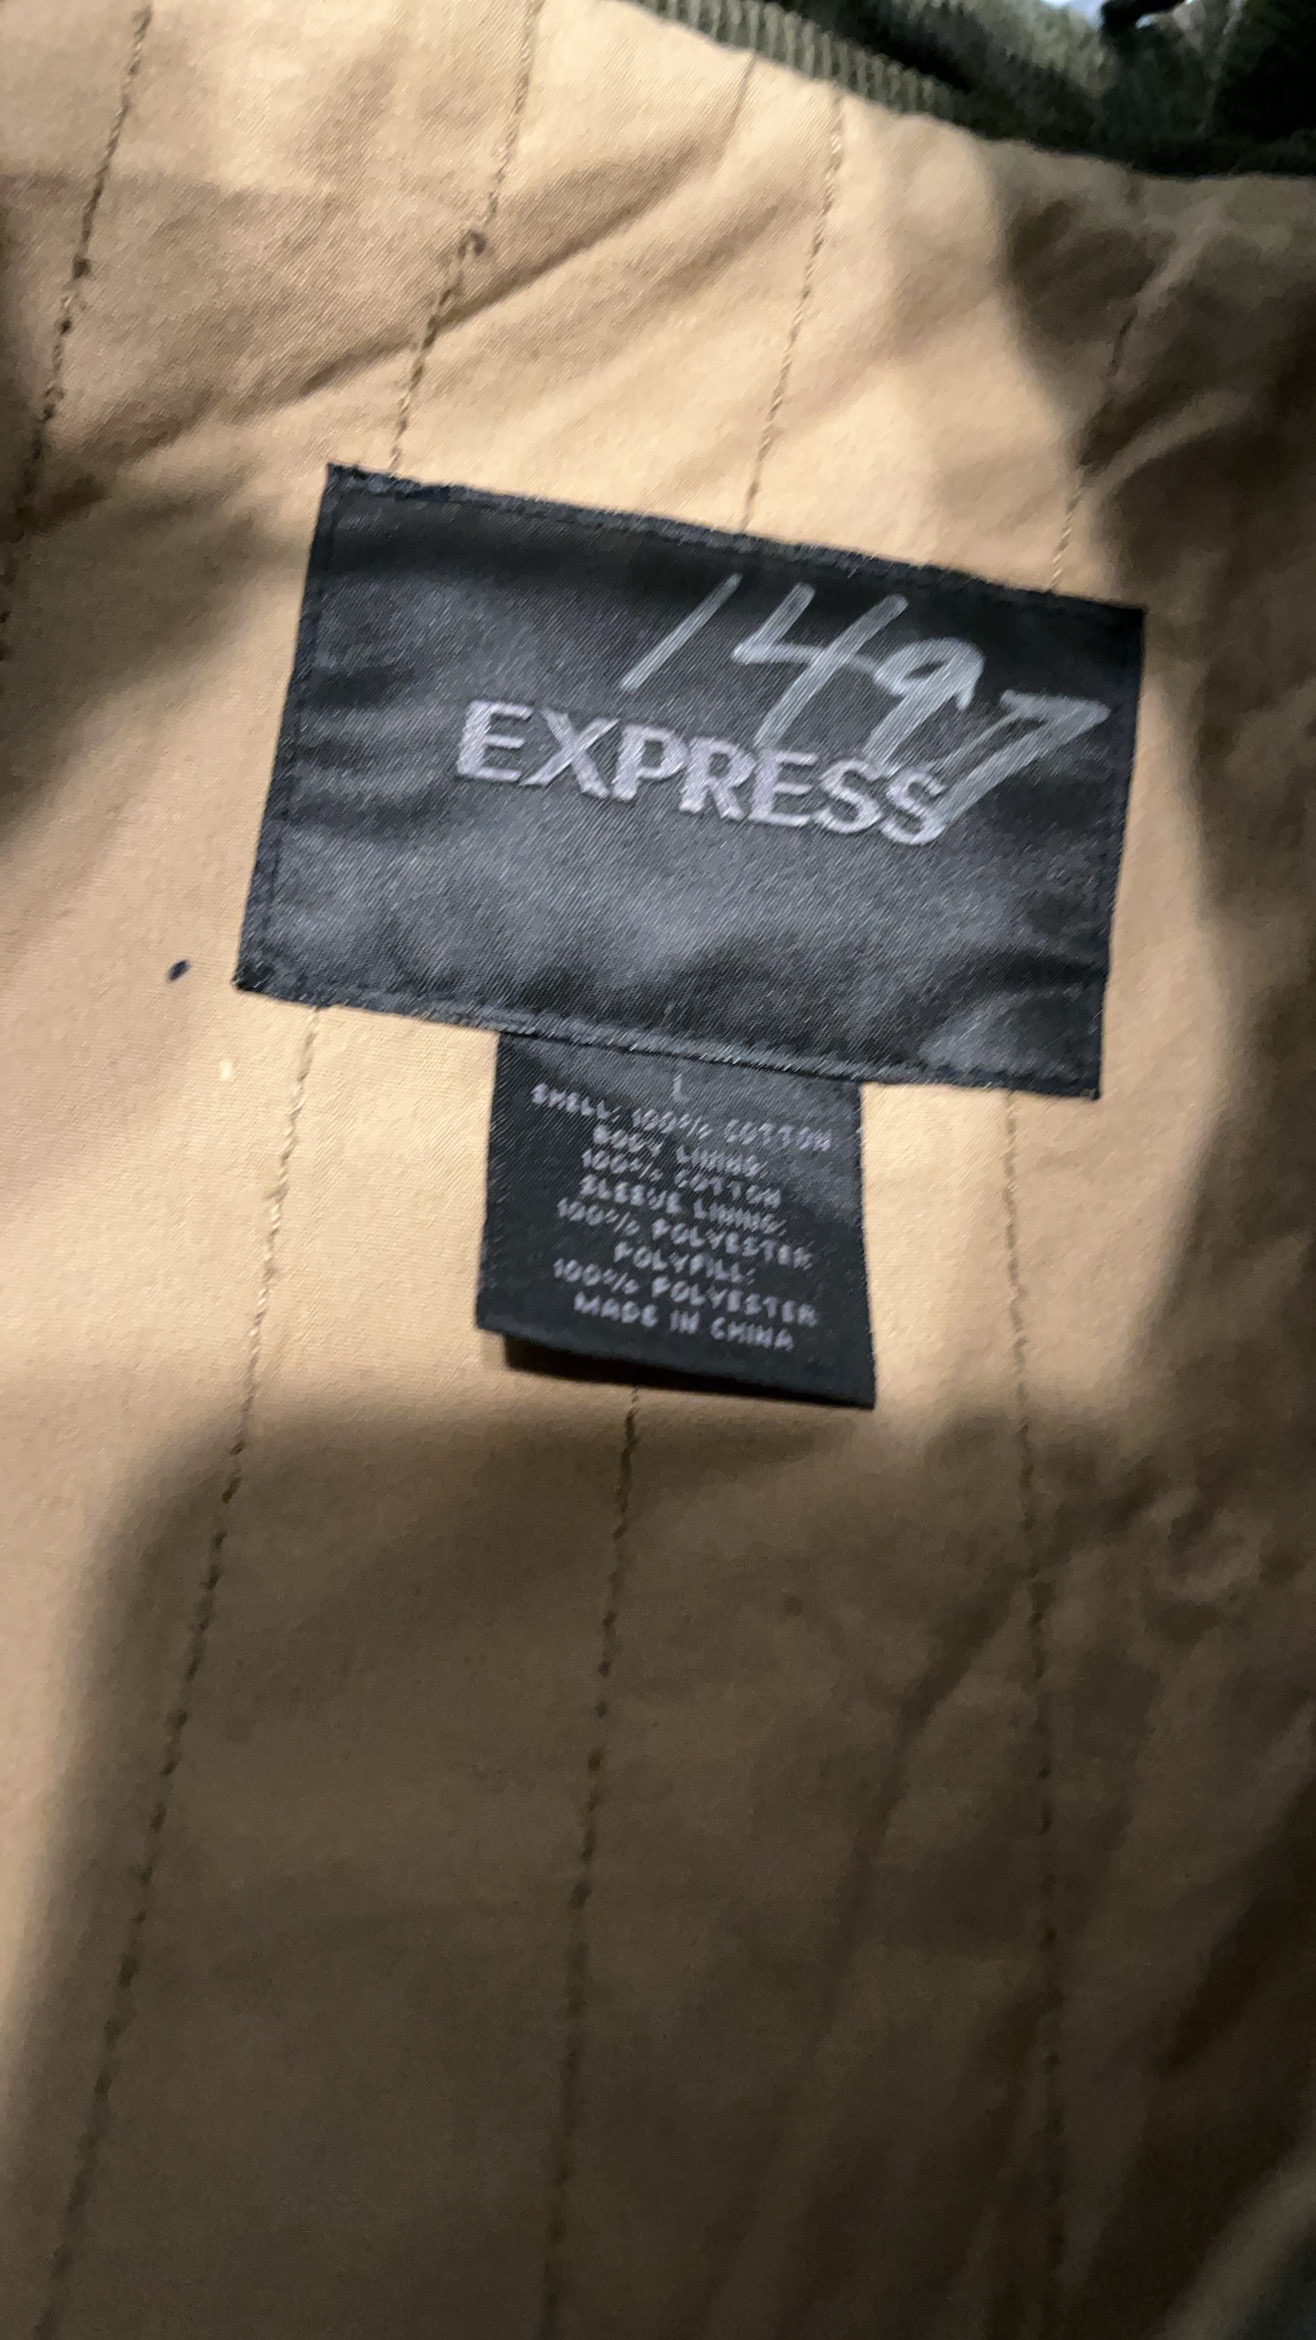 1497
EXPRESS
L
SHELL: 100% COTTON
BODY LINING:
100% COTTON
SLEEVE LINING:
100% POLYESTER
POLYFILL:
100% POLYESTER
MADE IN CHINA